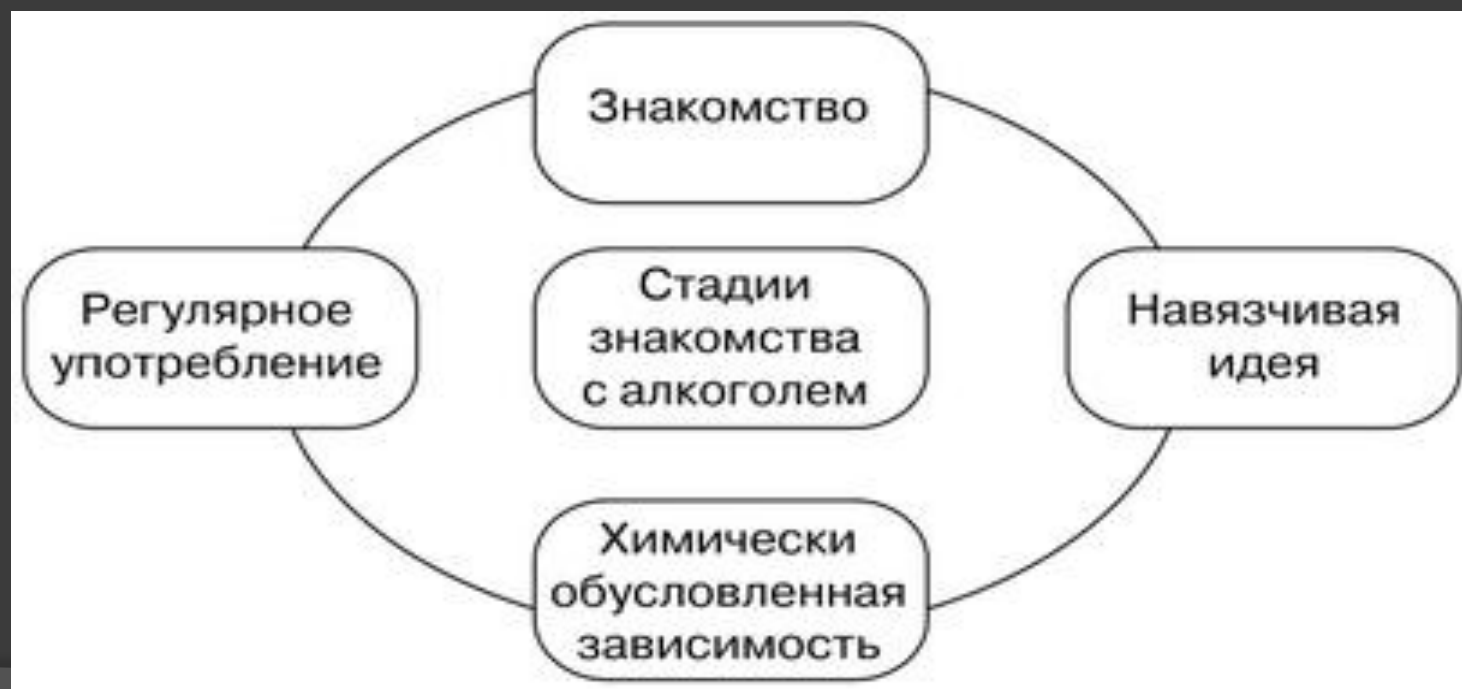 Знакомство
Регулярное
употребление
Стадии
знакомства
с алкоголем
Навязчивая
идея
Химически
обусловленная
зависимость